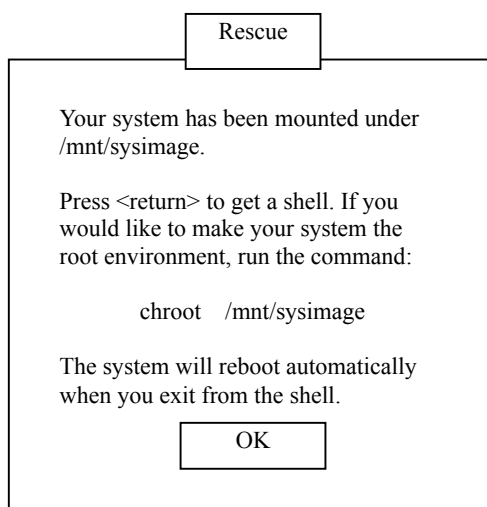 Rescue
Your system has been mounted under
/mnt/sysimage.
Press <return> to get a shell. If you
would like to make your system the
root environment, run the command:
chroot /mnt/sysimage
The system will reboot automatically
when you exit from the shell.
OK